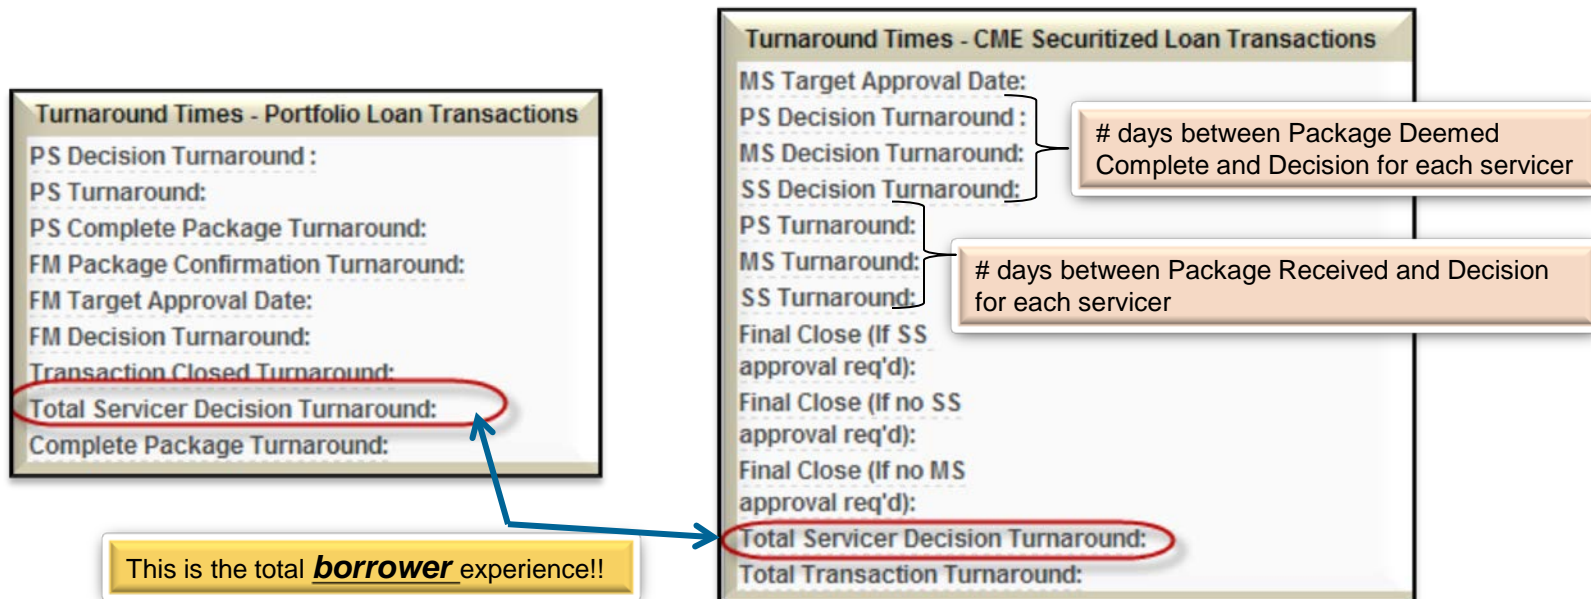 Turnaround Times - Portfolio Loan Transactions
PS Decision Turnaround :
PS Turnaround:
PS Complete Package Turnaround:
FM Package Confirmation Turnaround:
FM Target Approval Date:
FM Decision Turnaround:
Transaction Closed Turnaround:
Total Servicer Decision Turnaround:
Complete Package Turnaround:
This is the total borrower experience!!
Turnaround Times - CME Securitized Loan Transactions
MS Target Approval Date:
PS Decision Turnaround :
MS Decision Turnaround:
SS Decision Turnaround:
PS Turnaround:
MS Turnaround:
SS Turnaround:
Final Close (If SS
approval req'd):
Final Close (If no SS
approval req'd):
Final Close (If no MS
approval req'd):
Total Servicer Decision Turnaround:
Total Transaction Turnaround:
# days between Package Deemed
Complete and Decision for each servicer
# days between Package Received and Decision
for each servicer